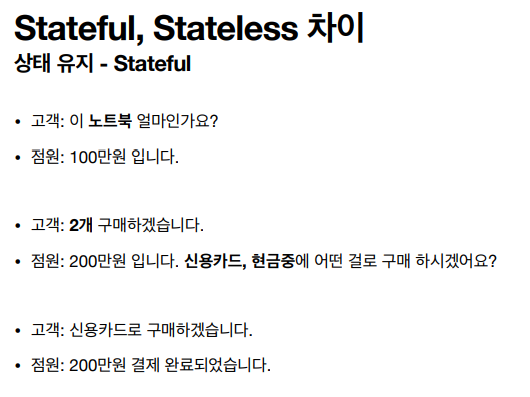 Stateful, Stateless 차이
상태 유지 - Stateful
• 고객: 이 노트북 얼마인가요?
• 점원: 100만원 입니다.
• 고객: 2개 구매하겠습니다.
• 점원: 200만원 입니다. 신용카드, 현금중에 어떤 걸로 구매 하시겠어요?
• 고객: 신용카드로 구매하겠습니다.
• 점원: 200만원 결제 완료되었습니다.